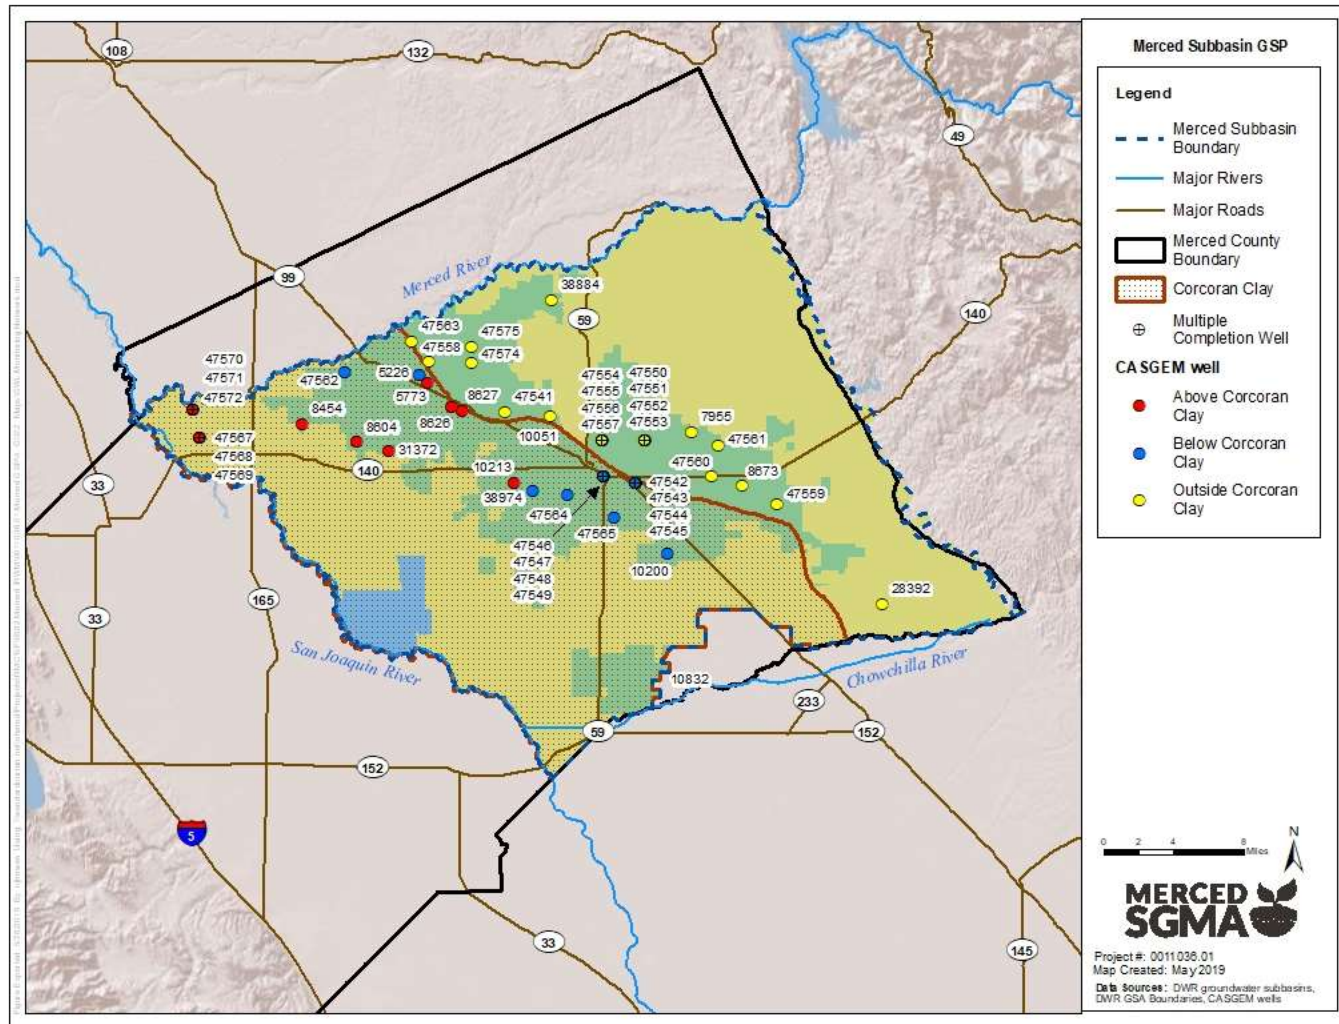 Merced Subbasin GSP
Legend
Merced Subbasin
Boundary
Major Rivers
Major Roads
Merced County
Boundary
Corcoran Clay
Multiple
Completion Well
CASGEM well
Above Corcoran
Clay
Below Corcoran
Clay
Outside Corcoran
Clay
108
132
49
99
Merced River
38884
59
140
47563
47575
47558
47574
47570
47571
47572
47562
5226
5773
8627
8626
47541
10051
47554
47555
47556
47557
47550
47551
47552
47553
7955
47561
8454
8604
31372
47567
47568
47569
140
33
10213
38974
47564
47565
47560
8673
47559
47542
47543
47544
47545
47546
47547
47548
47549
10200
28392
165
33
San Joaquin River
10832
Chowchilla River
233
59
152
152
5
33
145
0 2 4 8
Miles
N
MERCED
SGMA
Project #: 0011036.01
Map Created: May 2019
Data Sources: DWR groundwater subbasins,
DWR GSA Boundaries, CASGEM wells